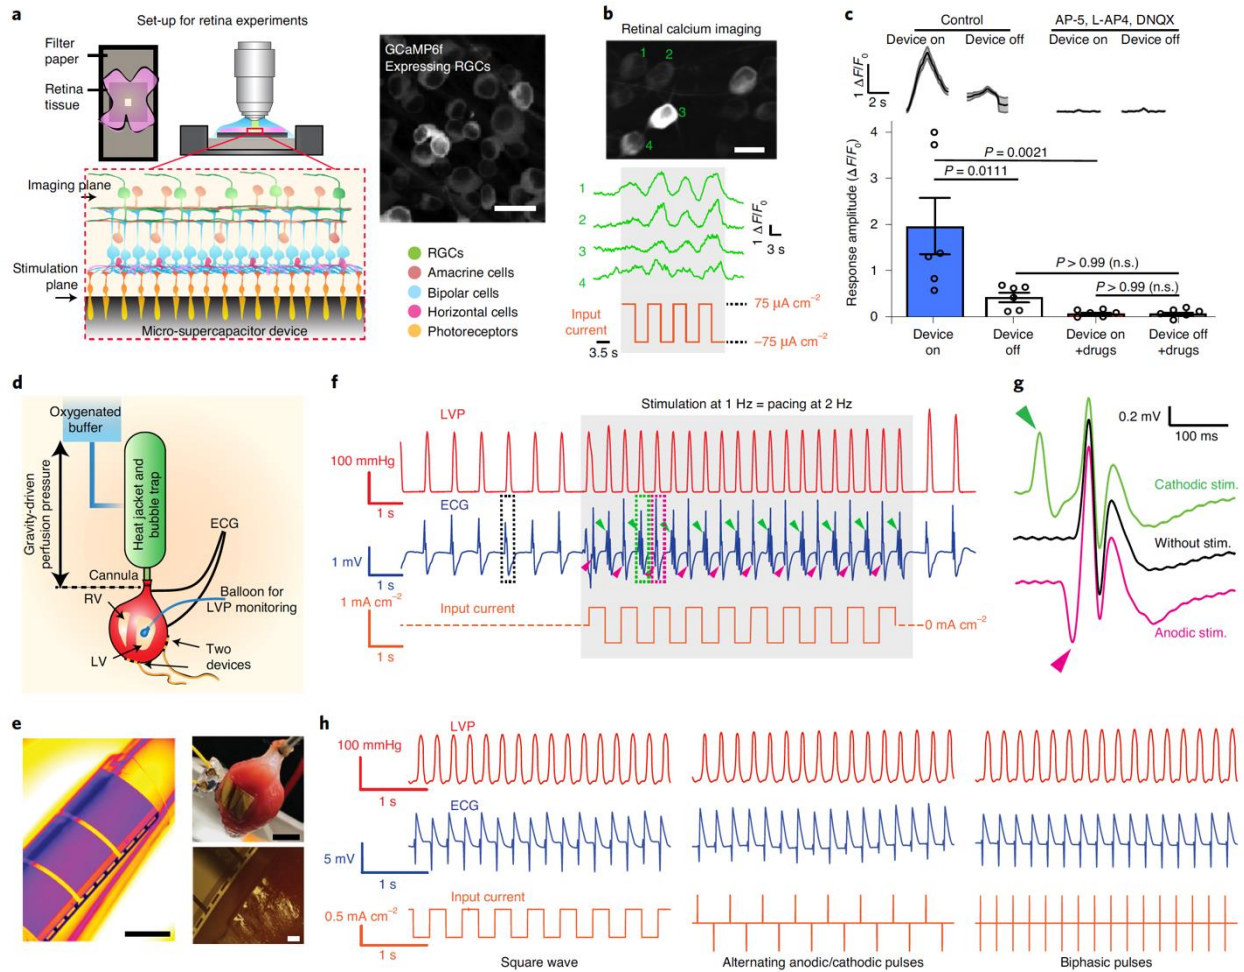 a
Set-up for retina experiments
Filter
paper
Retina
tissue
GCaMP6f
Expressing RGCs
Imaging plane
Stimulation
plane
Micro-supercapacitor device
RGCs
Amacrine cells
Bipolar cells
Horizontal cells
Photoreceptors
b
Retinal calcium imaging
1
2
3
4
1
2
3
4
1 ΔF/F0
3 s
Input
current
3.5 s
75 µA cm−2
−75 µA cm−2
c
Control
AP-5, L-AP4, DNQX
Device on
Device off
Device on
Device off
1 ΔF/F0
2 s
Response amplitude (ΔF/F0)
4
3
2
1
0
P = 0.0021
P = 0.0111
P > 0.99 (n.s.)
P > 0.99 (n.s.)
Device
on
Device
off
Device on
+drugs
Device off
+drugs
d
Oxygenated
buffer
Gravity-driven
perfusion pressure
Heat jacket and
bubble trap
ECG
Cannula
RV
Balloon for
LVP monitoring
LV
Two
devices
e
f
Stimulation at 1 Hz = pacing at 2 Hz
LVP
100 mmHg
1 s
ECG
1 mV
1 s
1 mA cm−2
Input current
0 mA cm−2
1 s
g
0.2 mV
100 ms
Cathodic stim.
Without stim.
Anodic stim.
h
LVP
100 mmHg
1 s
ECG
5 mV
1 s
Input current
0.5 mA cm−2
1 s
Square wave
Alternating anodic/cathodic pulses
Biphasic pulses